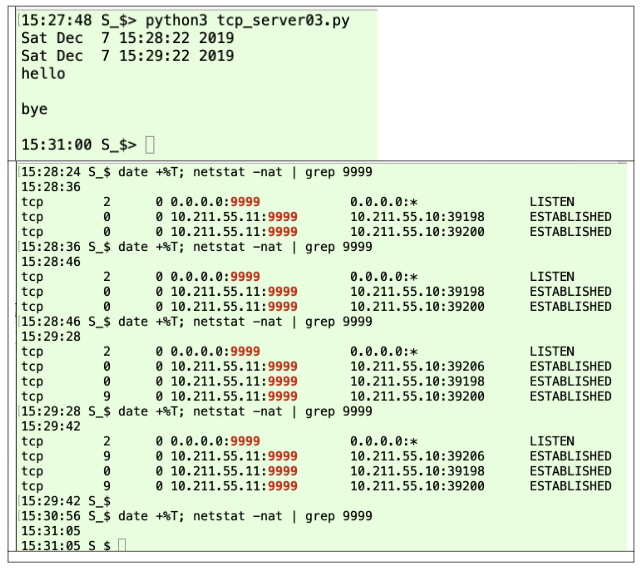 [15:27:48 S_$> python3 tcp_server03.py
Sat Dec  7 15:28:22 2019
Sat Dec  7 15:29:22 2019
hello
bye
15:31:00 S_$>
[15:28:24 S_$ date +%T; netstat -nat | grep 9999
15:28:36
tcp        2      0 0.0.0.0:9999            0.0.0.0:*               LISTEN
tcp        0      0 10.211.55.11:9999       10.211.55.10:39198      ESTABLISHED
tcp        0      0 10.211.55.11:9999       10.211.55.10:39200      ESTABLISHED
[15:28:36 S_$ date +%T; netstat -nat | grep 9999
15:28:46
tcp        2      0 0.0.0.0:9999            0.0.0.0:*               LISTEN
tcp        0      0 10.211.55.11:9999       10.211.55.10:39198      ESTABLISHED
tcp        0      0 10.211.55.11:9999       10.211.55.10:39200      ESTABLISHED
[15:28:46 S_$ date +%T; netstat -nat | grep 9999
15:29:28
tcp        2      0 0.0.0.0:9999            0.0.0.0:*               LISTEN
tcp        0      0 10.211.55.11:9999       10.211.55.10:39206      ESTABLISHED
tcp        0      0 10.211.55.11:9999       10.211.55.10:39198      ESTABLISHED
tcp        9      0 10.211.55.11:9999       10.211.55.10:39200      ESTABLISHED
[15:29:28 S_$ date +%T; netstat -nat | grep 9999
15:29:42
tcp        2      0 0.0.0.0:9999            0.0.0.0:*               LISTEN
tcp        9      0 10.211.55.11:9999       10.211.55.10:39206      ESTABLISHED
tcp        0      0 10.211.55.11:9999       10.211.55.10:39198      ESTABLISHED
tcp        9      0 10.211.55.11:9999       10.211.55.10:39200      ESTABLISHED
[15:29:42 S_$
[15:30:56 S_$ date +%T; netstat -nat | grep 9999
15:31:05
15:31:05 S_$